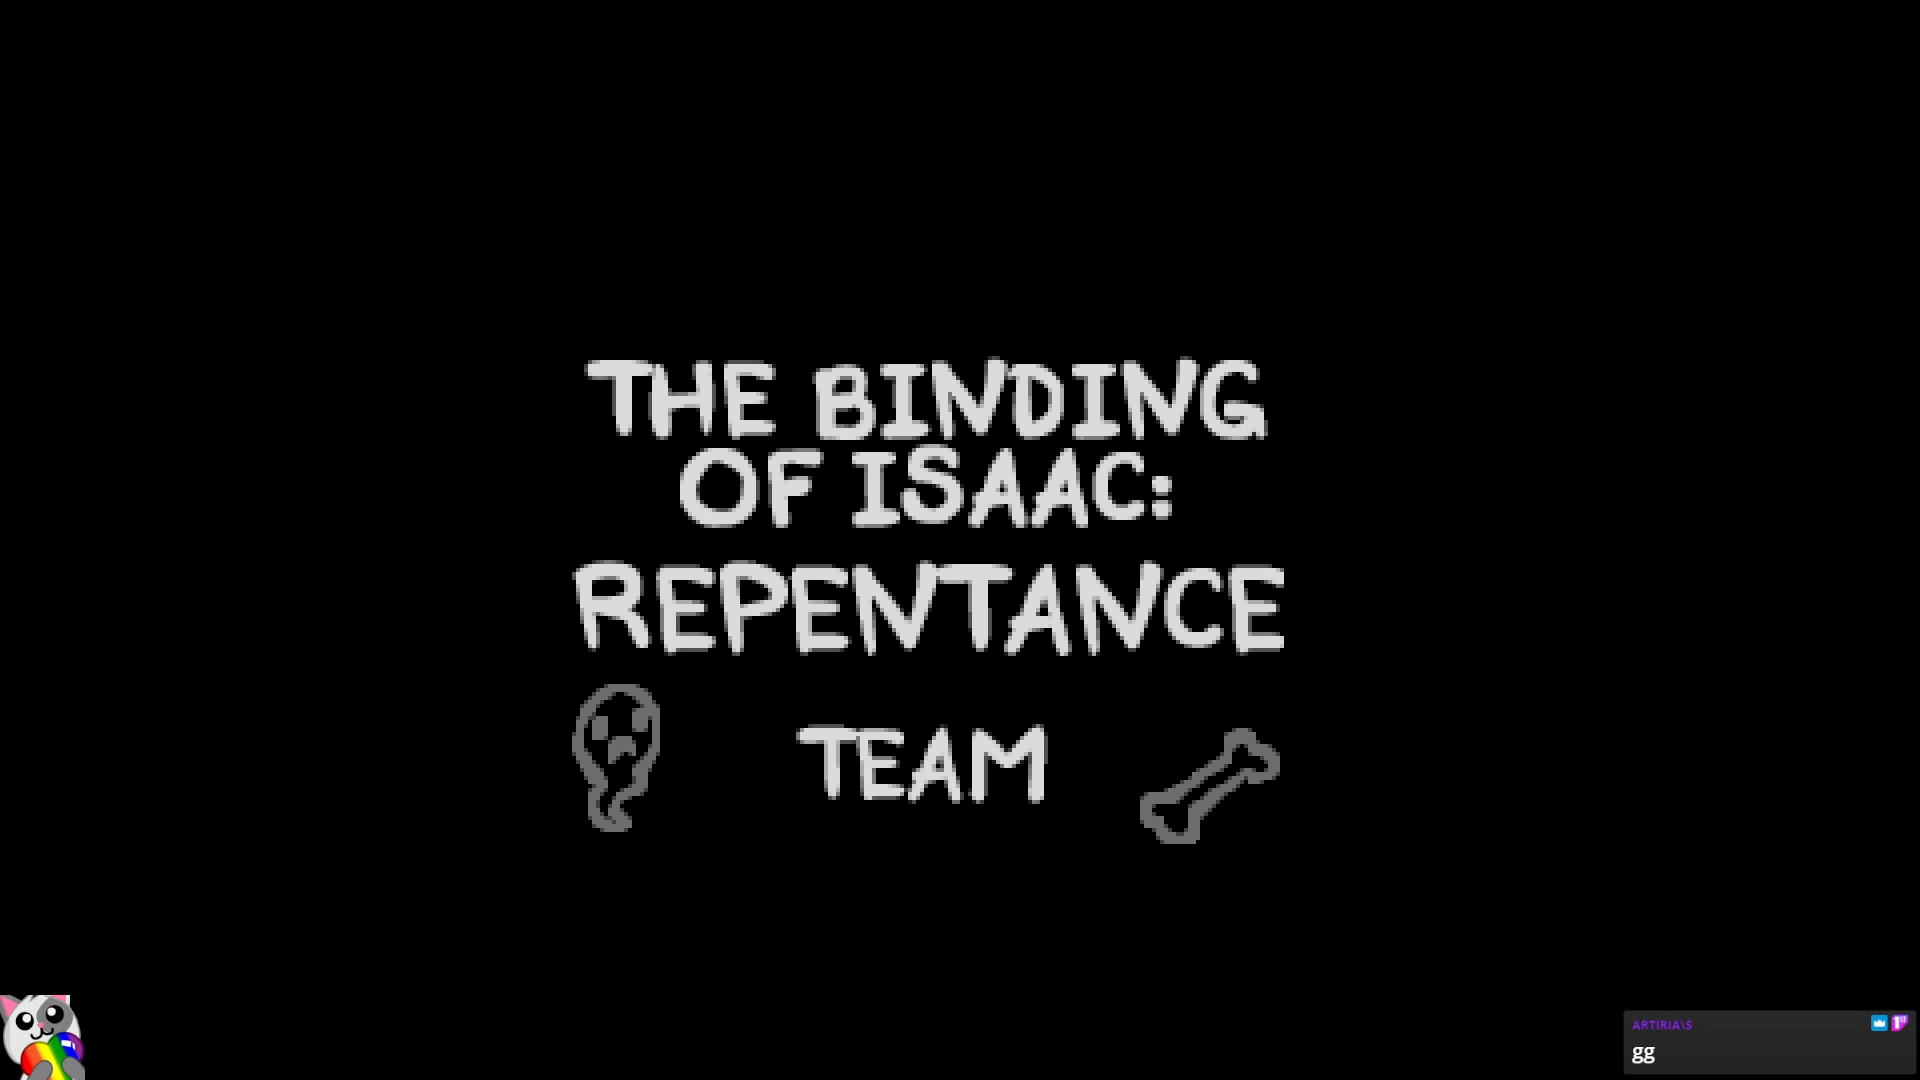 THE BINDING
OF ISAAC:
REPENTANCE
TEAM
ARTIRIA\S
gg